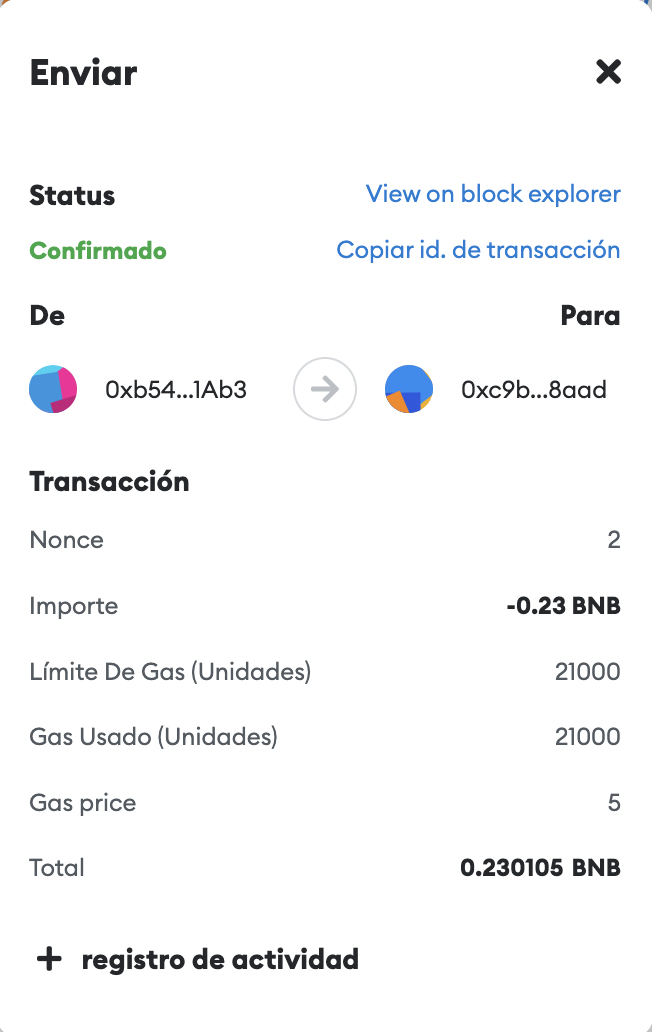 Enviar
Status View on block explorer
Confirmado Copiar id. de transacción
De Para
0xb54...1Ab3 0xc9b...8aad
Transacción
Nonce 2
Importe -0.23 BNB
Límite De Gas (Unidades) 21000
Gas Usado (Unidades) 21000
Gas price 5
Total 0.230105 BNB
+ registro de actividad